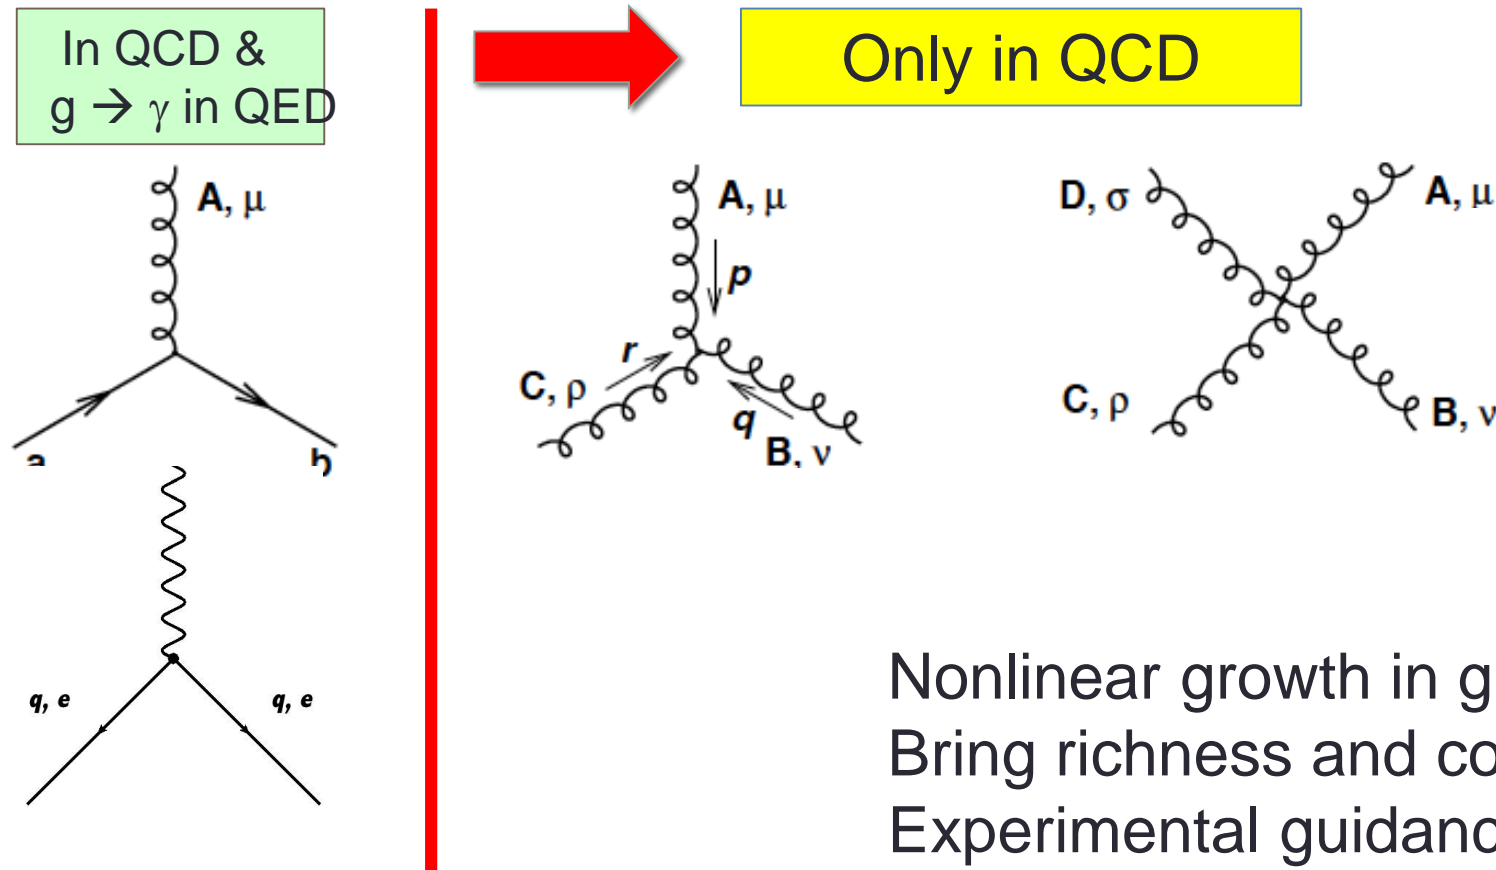 In QCD &
g → γ in QED
Only in QCD
A, μ
a
b
q, e
q, e
A, μ
p
r
C, ρ
q
B, ν
D, σ
A, μ
C, ρ
B, ν
Nonlinear growth in g
Bring richness and co
Experimental guidanc